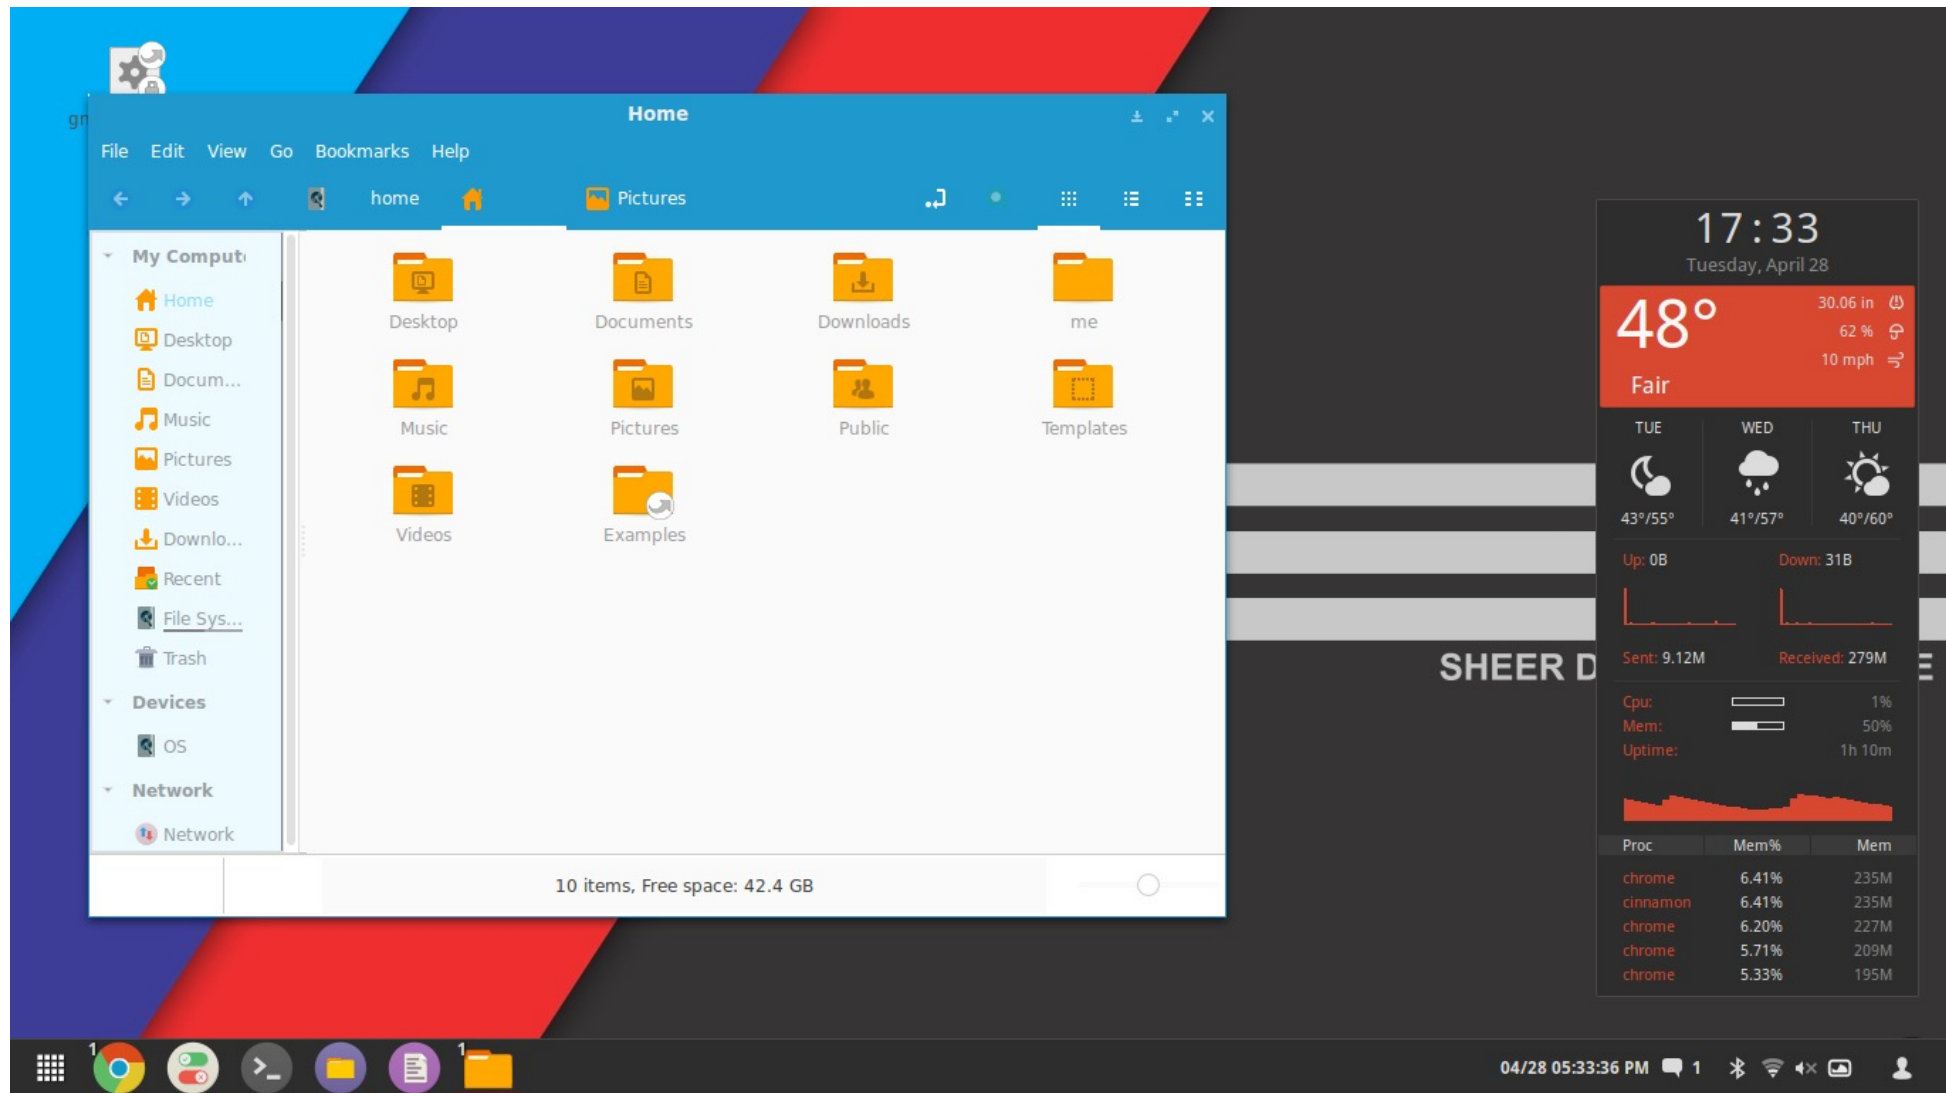 gn
Home
File Edit View Go Bookmarks Help
home Pictures
My Comput
Home
Desktop
Docum...
Music
Pictures
Videos
Downlo...
Recent
File Sys...
Trash
Devices
OS
Network
Network
Desktop Documents Downloads me
Music Pictures Public Templates
Videos Examples
10 items, Free space: 42.4 GB
SHEER D
E
17:33
Tuesday, April 28
48°
30.06 in
62 %
10 mph
Fair
TUE WED THU
43°/55° 41°/57° 40°/60°
Up: 0B Down: 31B
Sent: 9.12M Received: 279M
Cpu: 1%
Mem: 50%
Uptime: 1h 10m
Proc Mem% Mem
chrome 6.41% 235M
cinnamon 6.41% 235M
chrome 6.20% 227M
chrome 5.71% 209M
chrome 5.33% 195M
1 1
04/28 05:33:36 PM 1